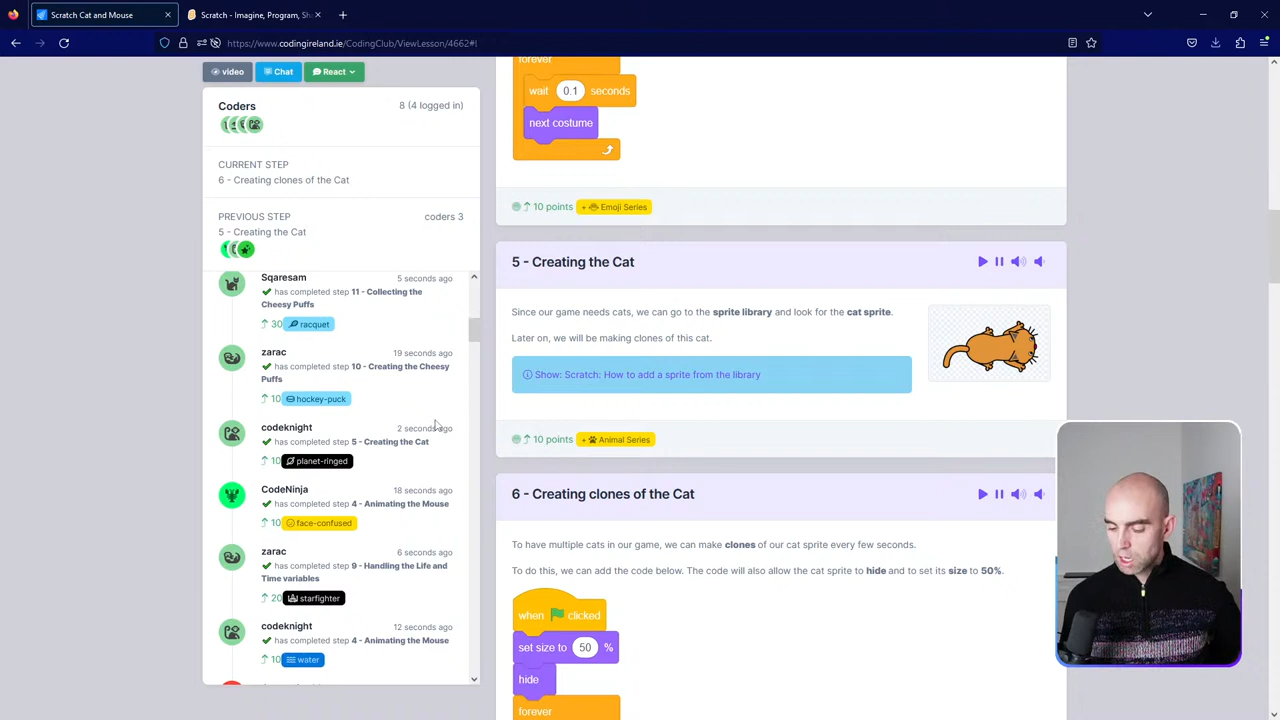 Scratch Cat and Mouse
Scratch - Imagine, Program, Sh
https://www.codingireland.ie/CodingClub/ViewLesson/4662#!
video
Chat
React
Coders
8 (4 logged in)
CURRENT STEP
6 - Creating clones of the Cat
PREVIOUS STEP
coders 3
5 - Creating the Cat
Sqaresam
5 seconds ago
has completed step 11 - Collecting the
Cheesy Puffs
30 racquet
zarac
19 seconds ago
has completed step 10 - Creating the Cheesy
Puffs
10 hockey-puck
codeknight
2 seconds ago
has completed step 5 - Creating the Cat
10 planet-ringed
CodeNinja
18 seconds ago
has completed step 4 - Animating the Mouse
10 face-confused
zarac
6 seconds ago
has completed step 9 - Handling the Life and
Time variables
20 starfighter
codeknight
12 seconds ago
has completed step 4 - Animating the Mouse
10 water
forever
wait 0.1 seconds
next costume
10 points + Emoji Series
5 - Creating the Cat
Since our game needs cats, we can go to the sprite library and look for the cat sprite.
Later on, we will be making clones of this cat.
Show: Scratch: How to add a sprite from the library
10 points + Animal Series
6 - Creating clones of the Cat
To have multiple cats in our game, we can make clones of our cat sprite every few seconds.
To do this, we can add the code below. The code will also allow the cat sprite to hide and to set its size to 50%.
when clicked
set size to 50 %
hide
forever